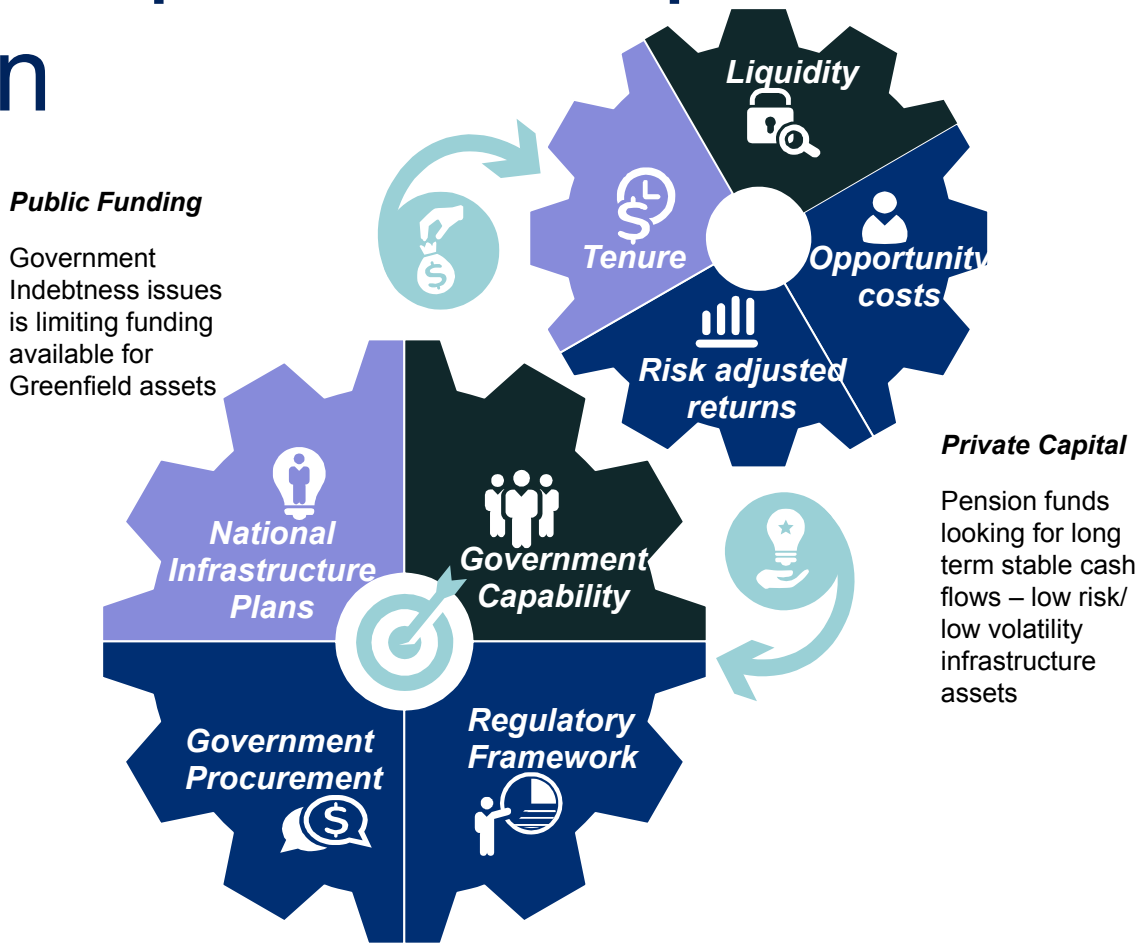 n
Public Funding
Government
Indebtness issues
is limiting funding
available for
Greenfield assets
Liquidity
Tenure
Opportunity
costs
Risk adjusted
returns
National
Infrastructure
Plans
Government
Capability
Government
Procurement
Regulatory
Framework
Private Capital
Pension funds
looking for long
term stable cash
flows – low risk/
low volatility
infrastructure
assets